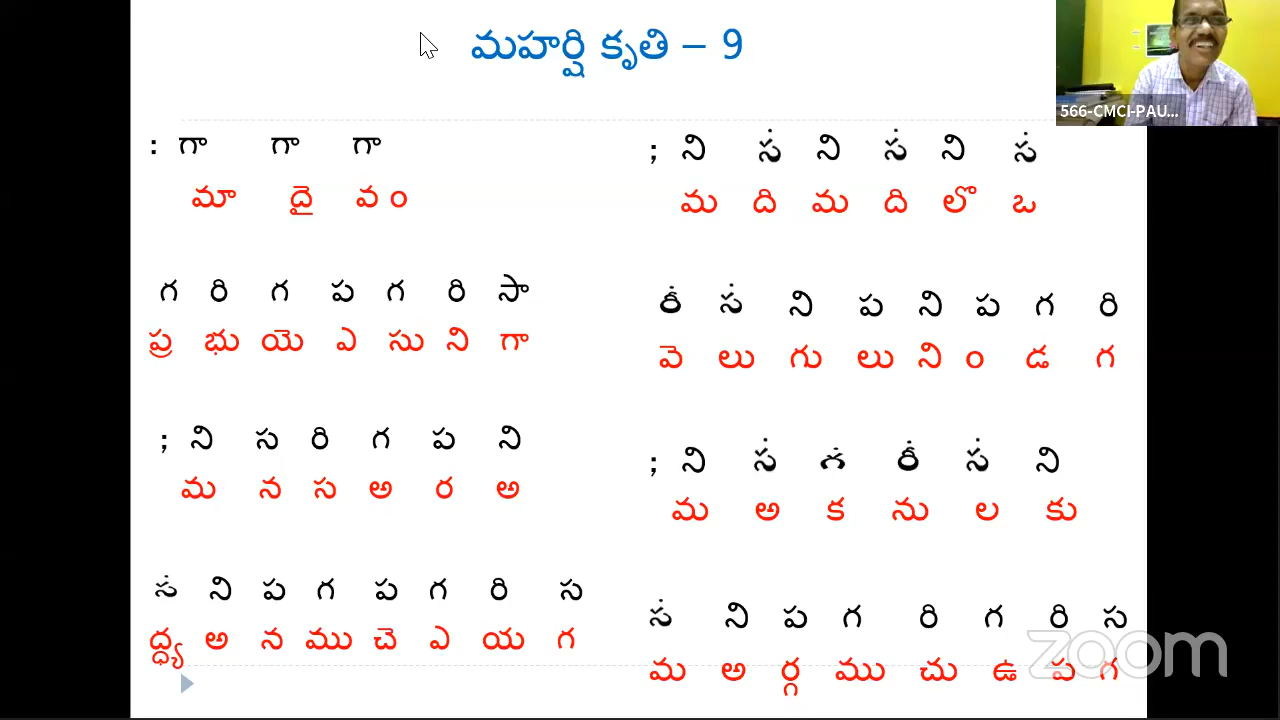 మహర్షి కృతి – 9
566-CMCI-PAU...
: గా గా గా
మా దై వ ం
గ రి గ ప గ రి సా
ప్ర భు యె ఎ సు ని గా
; ని స రి గ ప ని
మ న స అ ర అ
స̇ ని ప గ ప గ రి స
ద్ధ్య అ న ము చె ఎ య గ
; ని స̇ ని స̇ ని స̇
మ ది మ ది లొ ఒ
రి̇ స̇ ని ప ని ప గ రి
వె లు గు లు ని ం డ గ
; ని స̇ గ̇ రి̇ స̇ ని
మ అ క ను ల కు
స̇ ని ప గ రి గ రి స
మ అ ర్గ ము చు ఉ ప గ
zoom